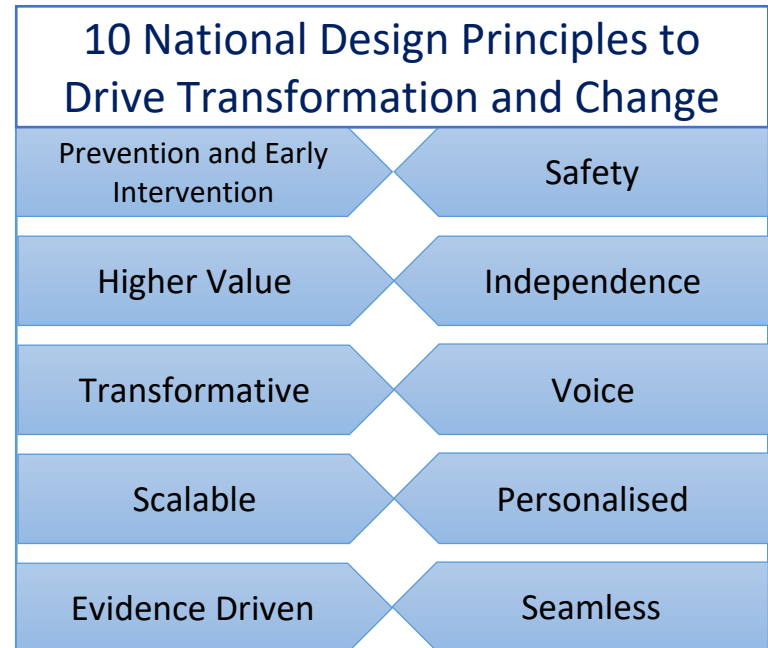 10 National Design Principles to
Drive Transformation and Change
Prevention and Early
Intervention
Safety
Higher Value
Independence
Transformative
Voice
Scalable
Personalised
Evidence Driven
Seamless